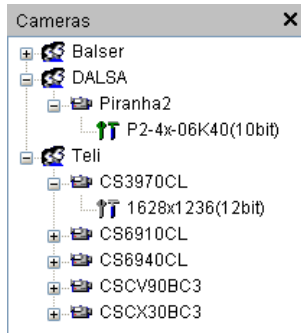 Cameras
Balser
DALSA
Piranha2
P2-4x-06K40(10bit)
Teli
CS3970CL
1628x1236(12bit)
CS6910CL
CS6940CL
CSCV90BC3
CSCX30BC3